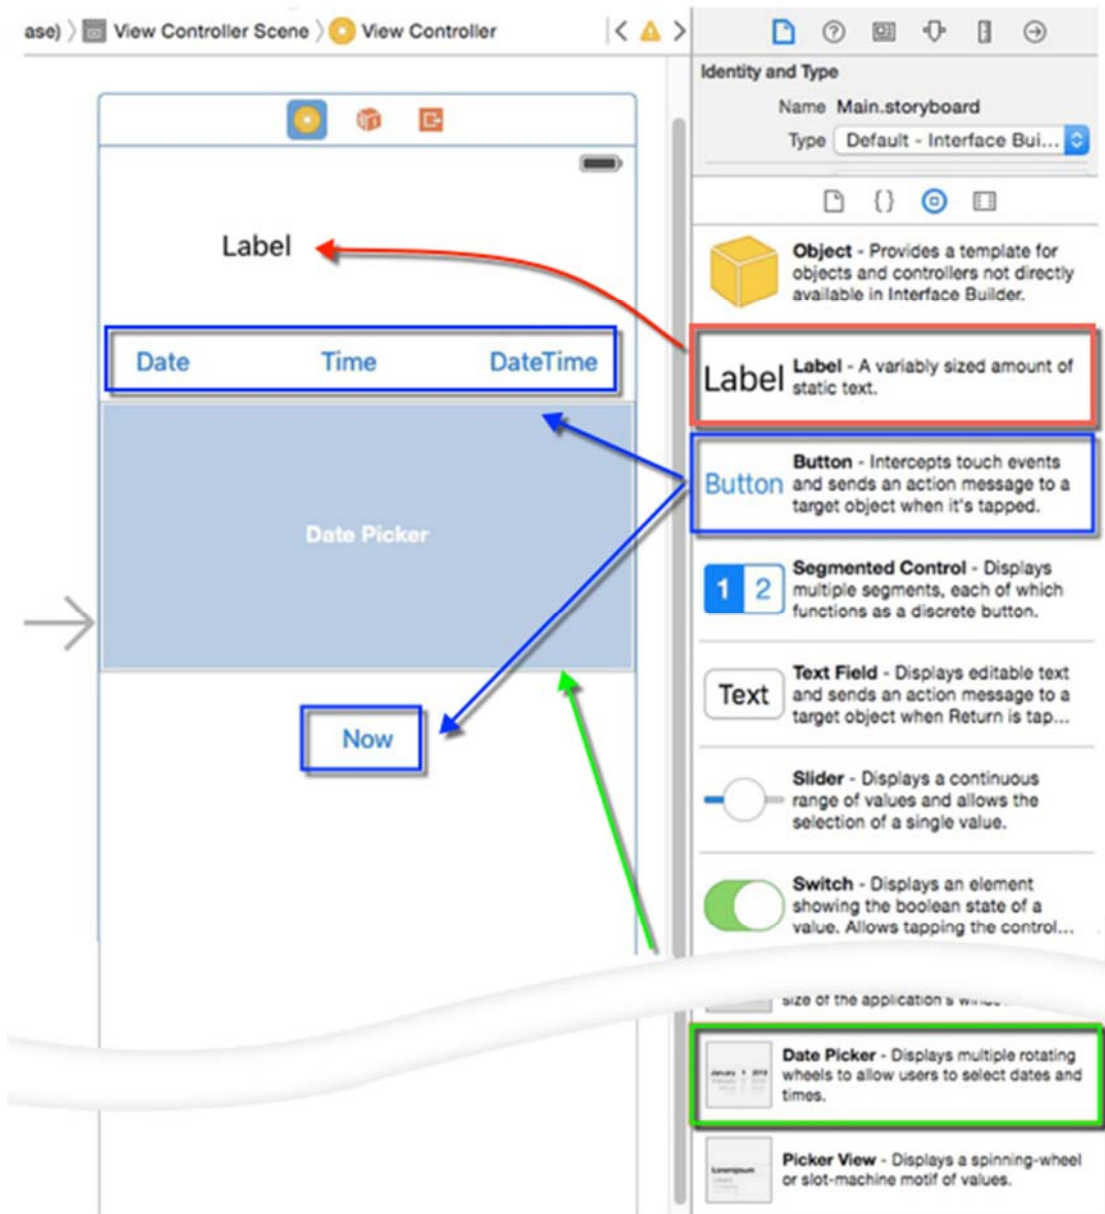 ase) View Controller Scene View Controller
Identity and Type
Name Main.storyboard
Type Default - Interface Bui...
Label
Date Time DateTime
Date Picker
Now
{}
Object - Provides a template for
objects and controllers not directly
available in Interface Builder.
Label
Label - A variably sized amount of
static text.
Button
Button - Intercepts touch events
and sends an action message to a
target object when it's tapped.
1 2
Segmented Control - Displays
multiple segments, each of which
functions as a discrete button.
Text
Text Field - Displays editable text
and sends an action message to a
target object when Return is tap...
Slider - Displays a continuous
range of values and allows the
selection of a single value.
Switch - Displays an element
showing the boolean state of a
value. Allows tapping the control...
size of the application's
Date Picker - Displays multiple rotating
wheels to allow users to select dates and
times.
Picker View - Displays a spinning-wheel
or slot-machine motif of values.